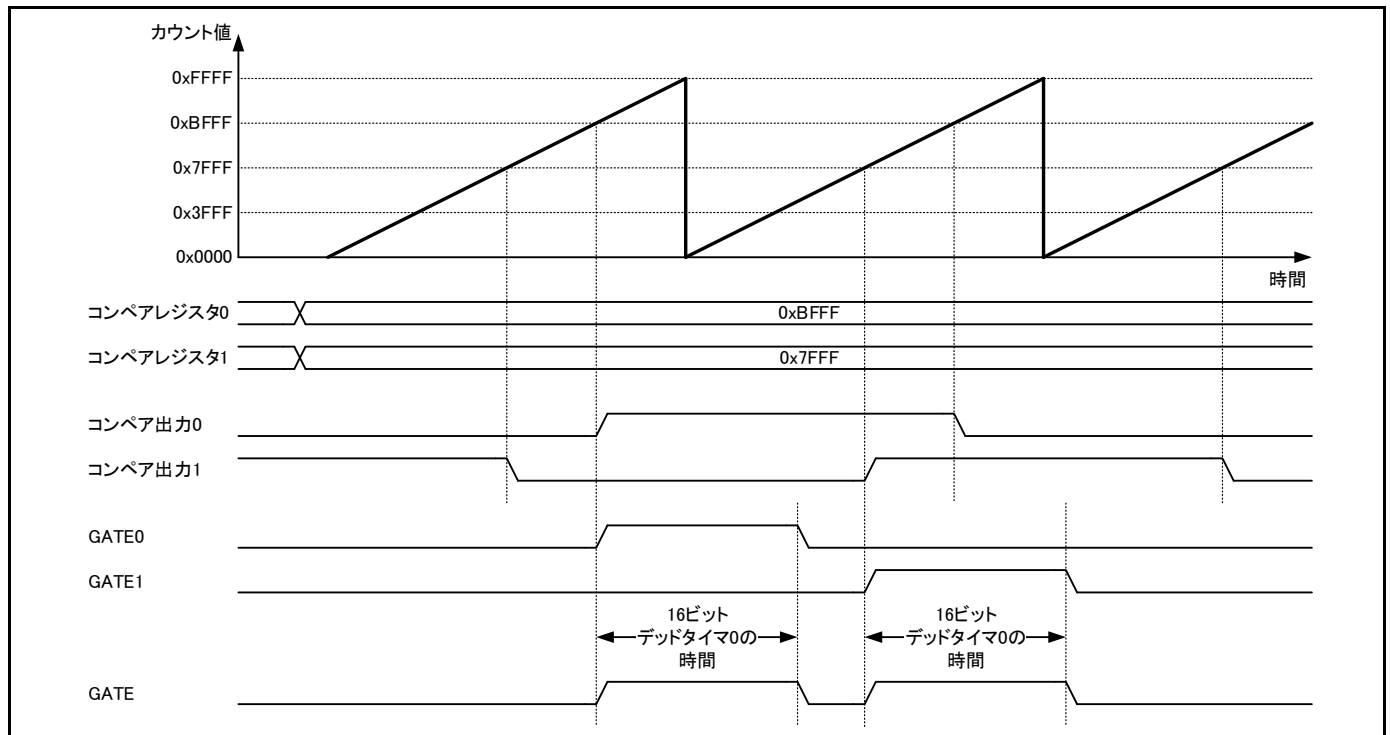 カウント値
0xFFFF
0xBFFF
0x7FFF
0x3FFF
0x0000
時間
コンペアレジスタ0
0xBFFF
コンペアレジスタ1
0x7FFF
コンペア出力0
コンペア出力1
GATE0
GATE1
16ビット
デッドタイマ0の
時間
16ビット
デッドタイマ0の
時間
GATE